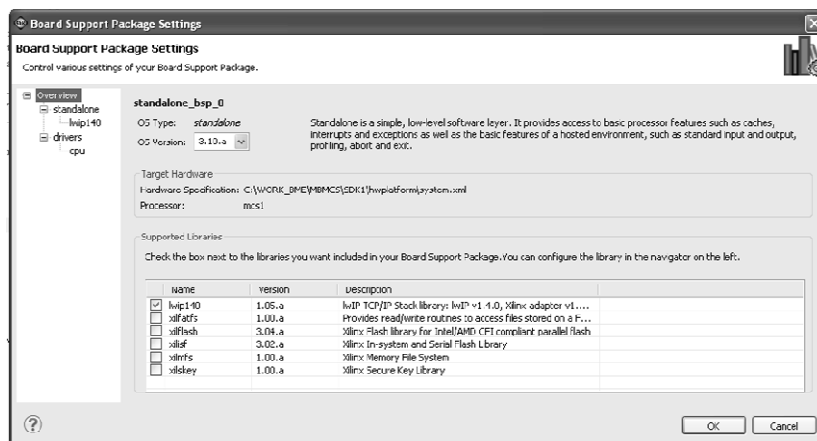 Board Support Package Settings
Board Support Package Settings
Control various settings of your Board Support Package.
Overview
standalone
lwip140
drivers
cpu
standalone_bsp_0
OS Type: standalone
Standalone is a simple, low-level software layer. It provides access to basic processor features such as caches,
interrupts and exceptions as well as the basic features of a hosted environment, such as standard input and output,
profiling, abort and exit.
OS Version: 3.10.a
Target Hardware
Hardware Specification: C:\WORK_BME\MBMCS\SDK1\hwplatform\system.xml
Processor: mcs1
Supported Libraries
Check the box next to the libraries you want included in your Board Support Package.You can configure the library in the navigator on the left.
Name Version Description
lwip140 1.05.a lwIP TCP/IP Stack library: lwIP v1.4.0, Xilinx adapter v1....
xilfatfs 1.00.a Provides read/write routines to access files stored on a F...
xilflash 3.04.a Xilinx Flash library for Intel/AMD CFI compliant parallel flash
xilisf 3.02.a Xilinx In-system and Serial Flash Library
xilmfs 1.00.a Xilinx Memory File System
xilskey 1.00.a Xilinx Secure Key Library
OK Cancel